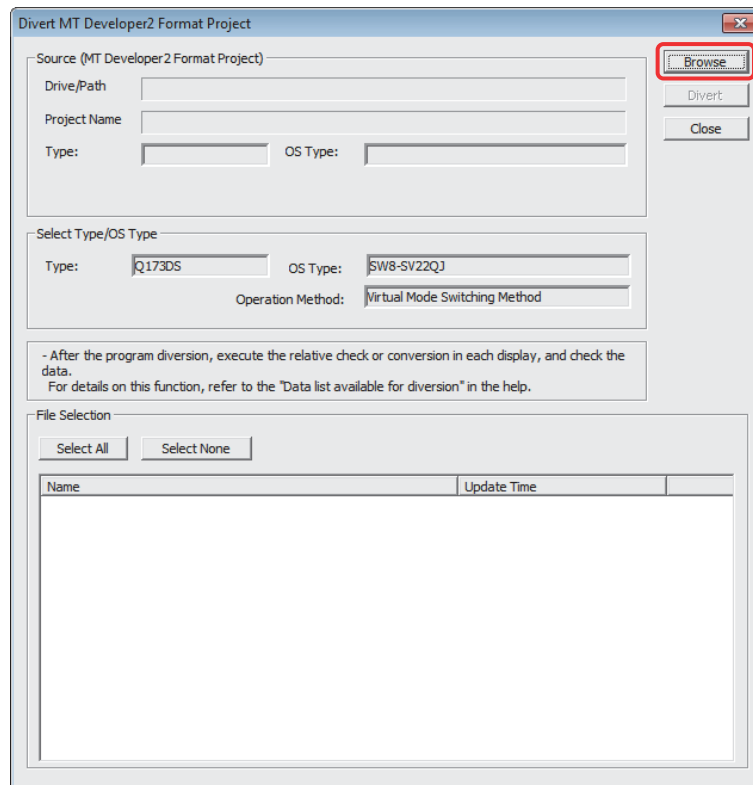 Divert MT Developer2 Format Project
Source (MT Developer2 Format Project)
Browse
Drive/Path
Divert
Project Name
Close
Type: OS Type:
Select Type/OS Type
Type: Q173DS OS Type: SW8-SV22QJ
Operation Method: Virtual Mode Switching Method
- After the program diversion, execute the relative check or conversion in each display, and check the
data.
For details on this function, refer to the "Data list available for diversion" in the help.
File Selection
Select All Select None
Name Update Time